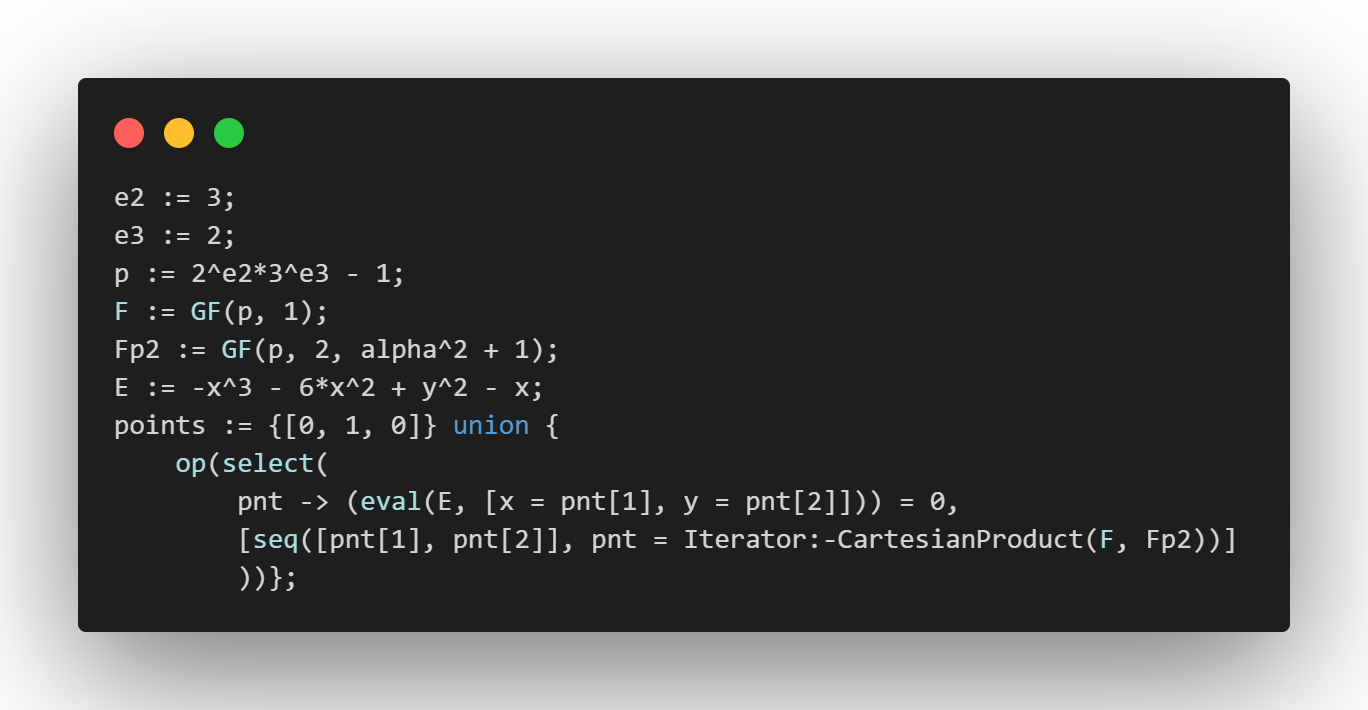 e2 := 3;
e3 := 2;
p := 2^e2*3^e3 - 1;
F := GF(p, 1);
Fp2 := GF(p, 2, alpha^2 + 1);
E := -x^3 - 6*x^2 + y^2 - x;
points := {[0, 1, 0]} union {
    op(select(
        pnt -> (eval(E, [x = pnt[1], y = pnt[2]])) = 0,
        [seq([pnt[1], pnt[2]], pnt = Iterator:-CartesianProduct(F, Fp2))]
        ))};